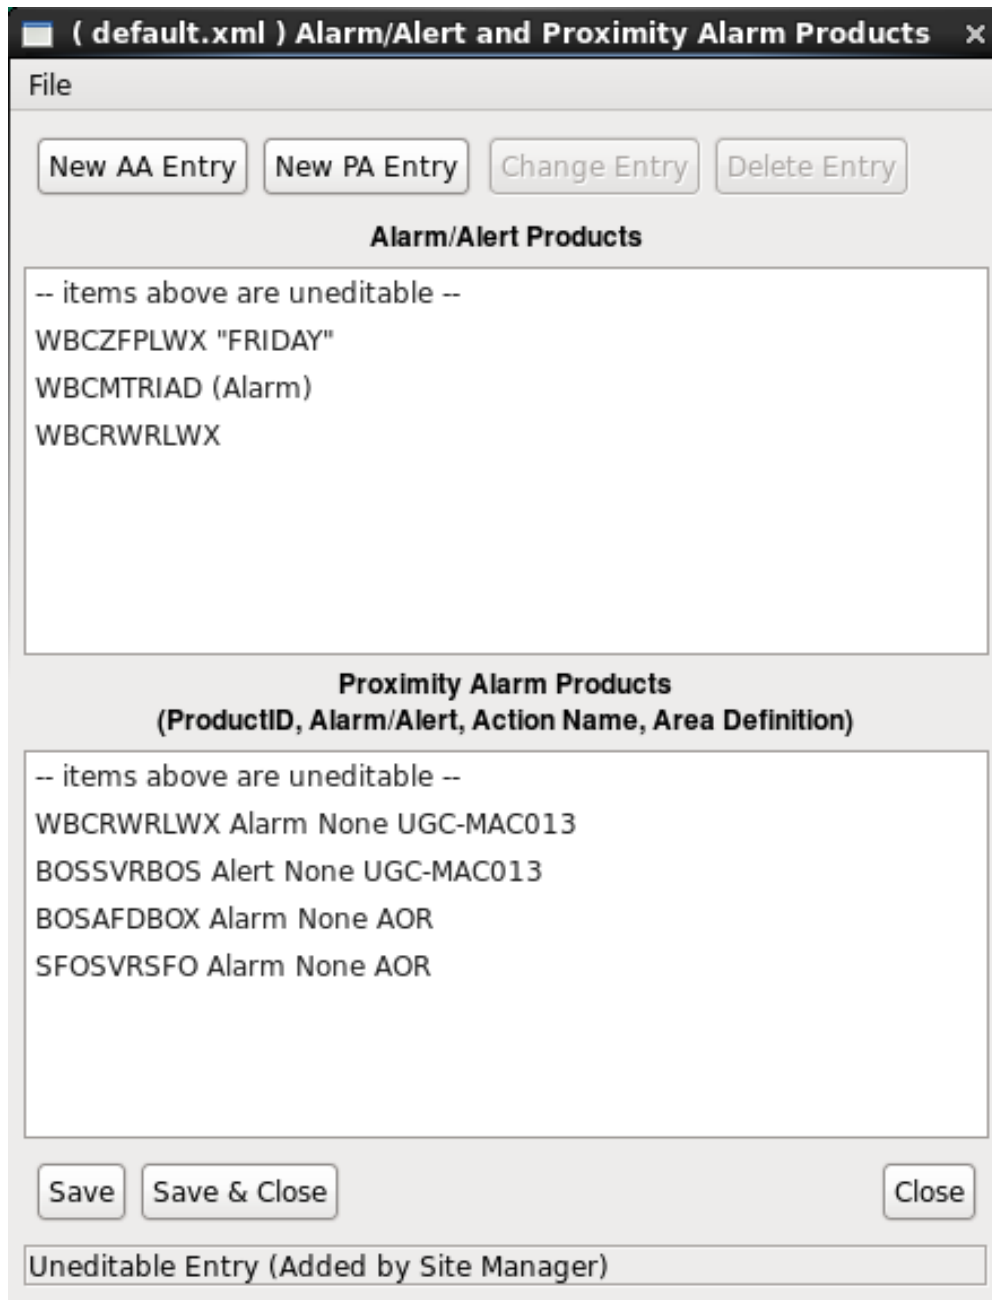 ( default.xml ) Alarm/Alert and Proximity Alarm Products
File
New AA Entry New PA Entry Change Entry Delete Entry
Alarm/Alert Products
-- items above are uneditable --
WBCZFPLWX "FRIDAY"
WBCMTRIAD (Alarm)
WBCRWRLWX
Proximity Alarm Products
(ProductID, Alarm/Alert, Action Name, Area Definition)
-- items above are uneditable --
WBCRWRLWX Alarm None UGC-MAC013
BOSSVRBOS Alert None UGC-MAC013
BOSAFDBOX Alarm None AOR
SFOSVRSFO Alarm None AOR
Save Save & Close Close
Uneditable Entry (Added by Site Manager)